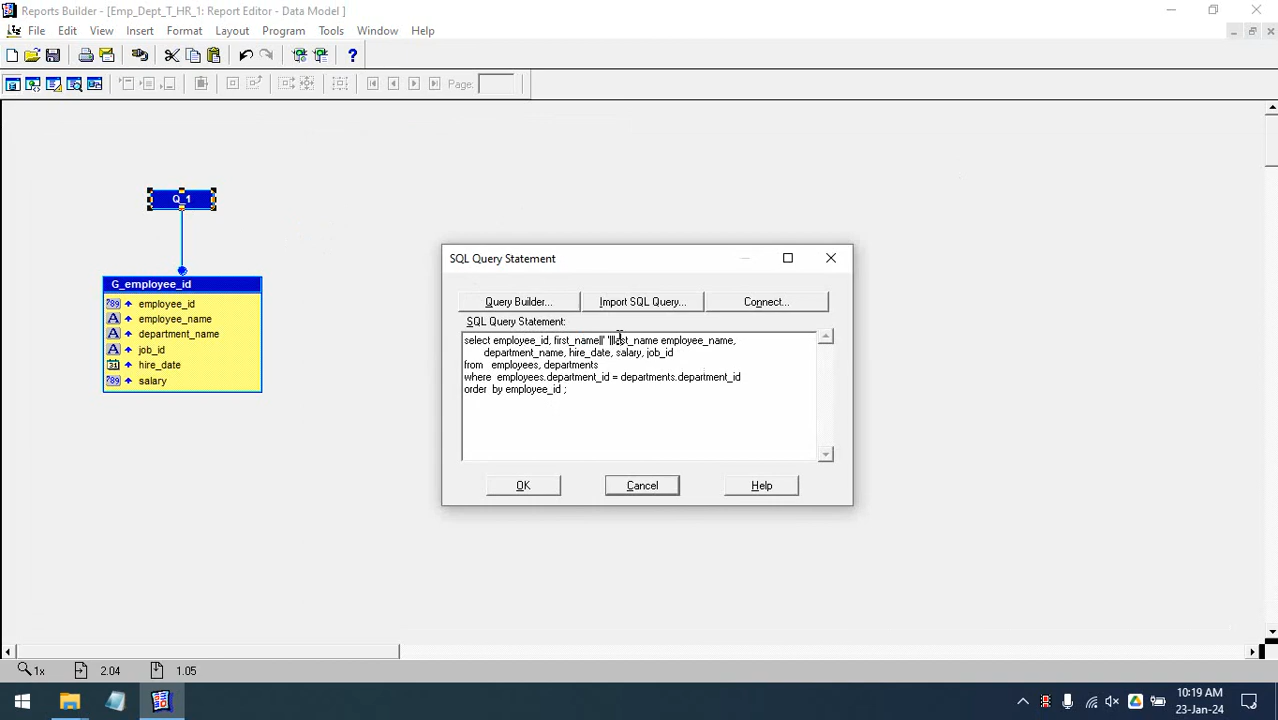 Reports Builder - [Emp_Dept_T_HR_1: Report Editor - Data Model ]
File Edit View Insert Format Layout Program Tools Window Help
Page:
Q_1
G_employee_id
employee_id
employee_name
department_name
job_id
hire_date
salary
SQL Query Statement
Query Builder... Import SQL Query... Connect...
SQL Query Statement:
select employee_id, first_name||' '||last_name employee_name,
department_name, hire_date, salary, job_id
from employees, departments
where employees.department_id = departments.department_id
order by employee_id ;
OK Cancel Help
1x 2.04 1.05
10:19 AM
23-Jan-24